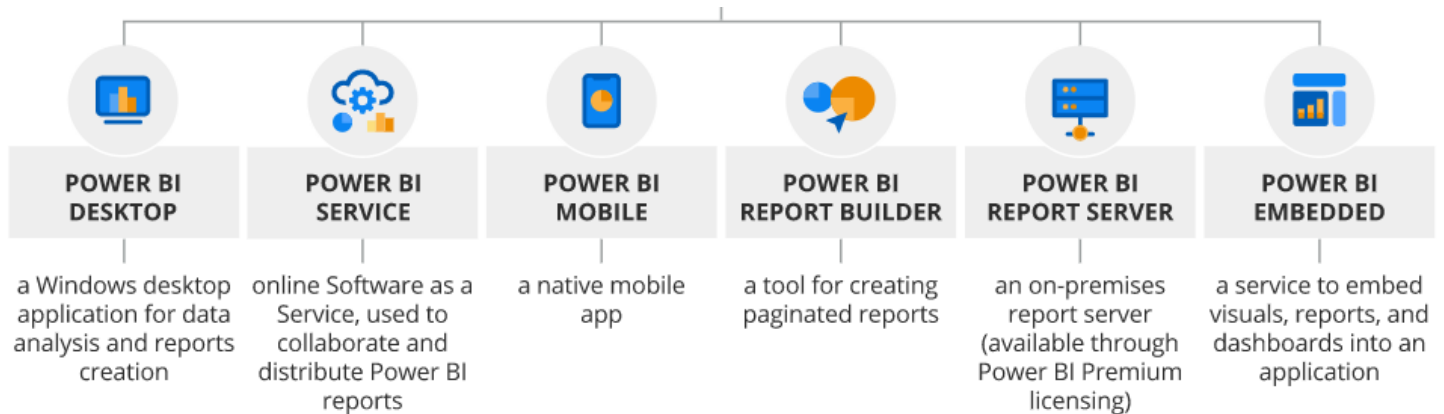 POWER BI
DESKTOP
a Windows desktop
application for data
analysis and reports
creation
POWER BI
SERVICE
online Software as a
Service, used to
collaborate and
distribute Power BI
reports
POWER BI
MOBILE
a native mobile
app
POWER BI
REPORT BUILDER
a tool for creating
paginated reports
POWER BI
REPORT SERVER
an on-premises
report server
(available through
Power BI Premium
licensing)
POWER BI
EMBEDDED
a service to embed
visuals, reports, and
dashboards into an
application